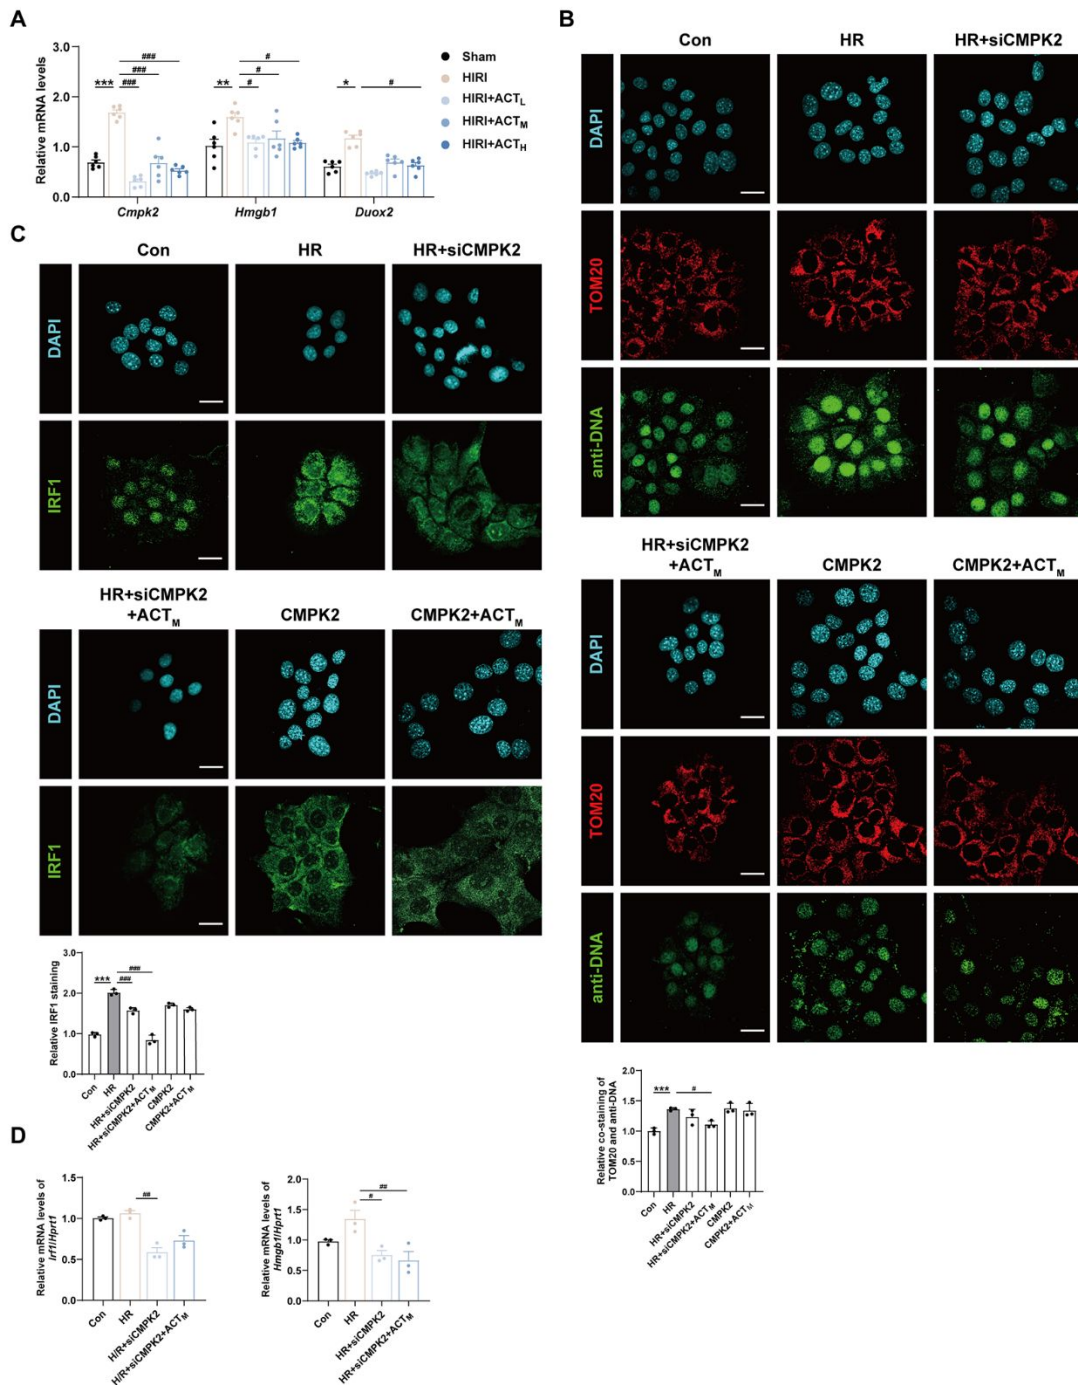 A
Relative mRNA levels
3.0
2.0
1.0
0.0
***
###
###
###
**
#
#
#
*
#
Cmpk2
Hmgb1
Duox2
Sham
HIRI
HIRI+ACTL
HIRI+ACTM
HIRI+ACTH
B
Con
HR
HR+siCMPK2
DAPI
TOM20
anti-DNA
HR+siCMPK2
+ACTM
CMPK2
CMPK2+ACTM
DAPI
TOM20
anti-DNA
Relative co-staining of
TOM20 and anti-DNA
2.0
1.5
1.0
0.5
0.0
***
#
Con
HR
HR+siCMPK2
HR+siCMPK2+ACTM
CMPK2
CMPK2+ACTM
C
Con
HR
HR+siCMPK2
DAPI
IRF1
HR+siCMPK2
+ACTM
CMPK2
CMPK2+ACTM
DAPI
IRF1
Relative IRF1 staining
3.0
2.0
1.0
0.0
***
###
###
Con
HR
HR+siCMPK2
HR+siCMPK2+ACTM
CMPK2
CMPK2+ACTM
D
Relative mRNA levels of
Irf1/Hprt1
1.5
1.0
0.5
0.0
##
Con
HR
H/R+siCMPK2
H/R+siCMPK2+ACTM
Relative mRNA levels of
Hmgb1/Hprt1
2.0
1.5
1.0
0.5
0.0
##
#
Con
HR
HR+siCMPK2
HR+siCMPK2+ACTM